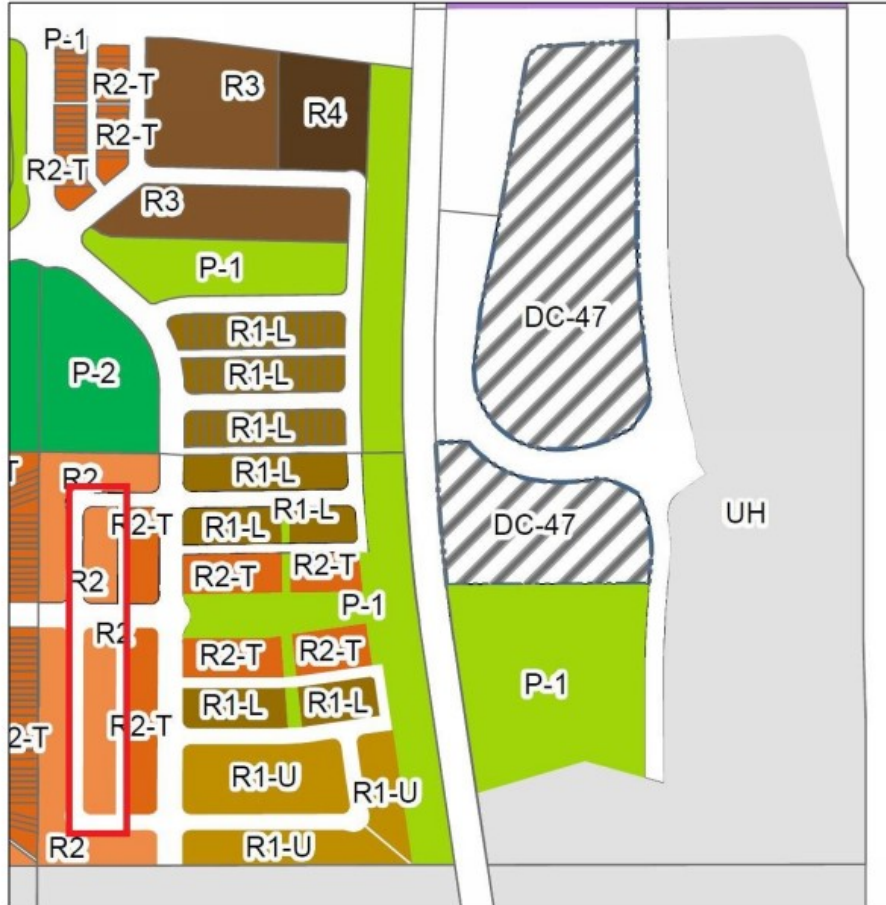 P-1
R2-T
R3
R4
R2-T
R2-T
R3
P-1
R1-L
DC-47
R1-L
P-2
R1-L
R1-L
T
R2
R1-L
R2-T
R1-L
DC-47
UH
R2-T
R2-T
R2
P-1
R2
R2-T
R2-T
P-1
R1-L
R1-L
R2-T
2-T
R1-U
R1-U
R2
R1-U